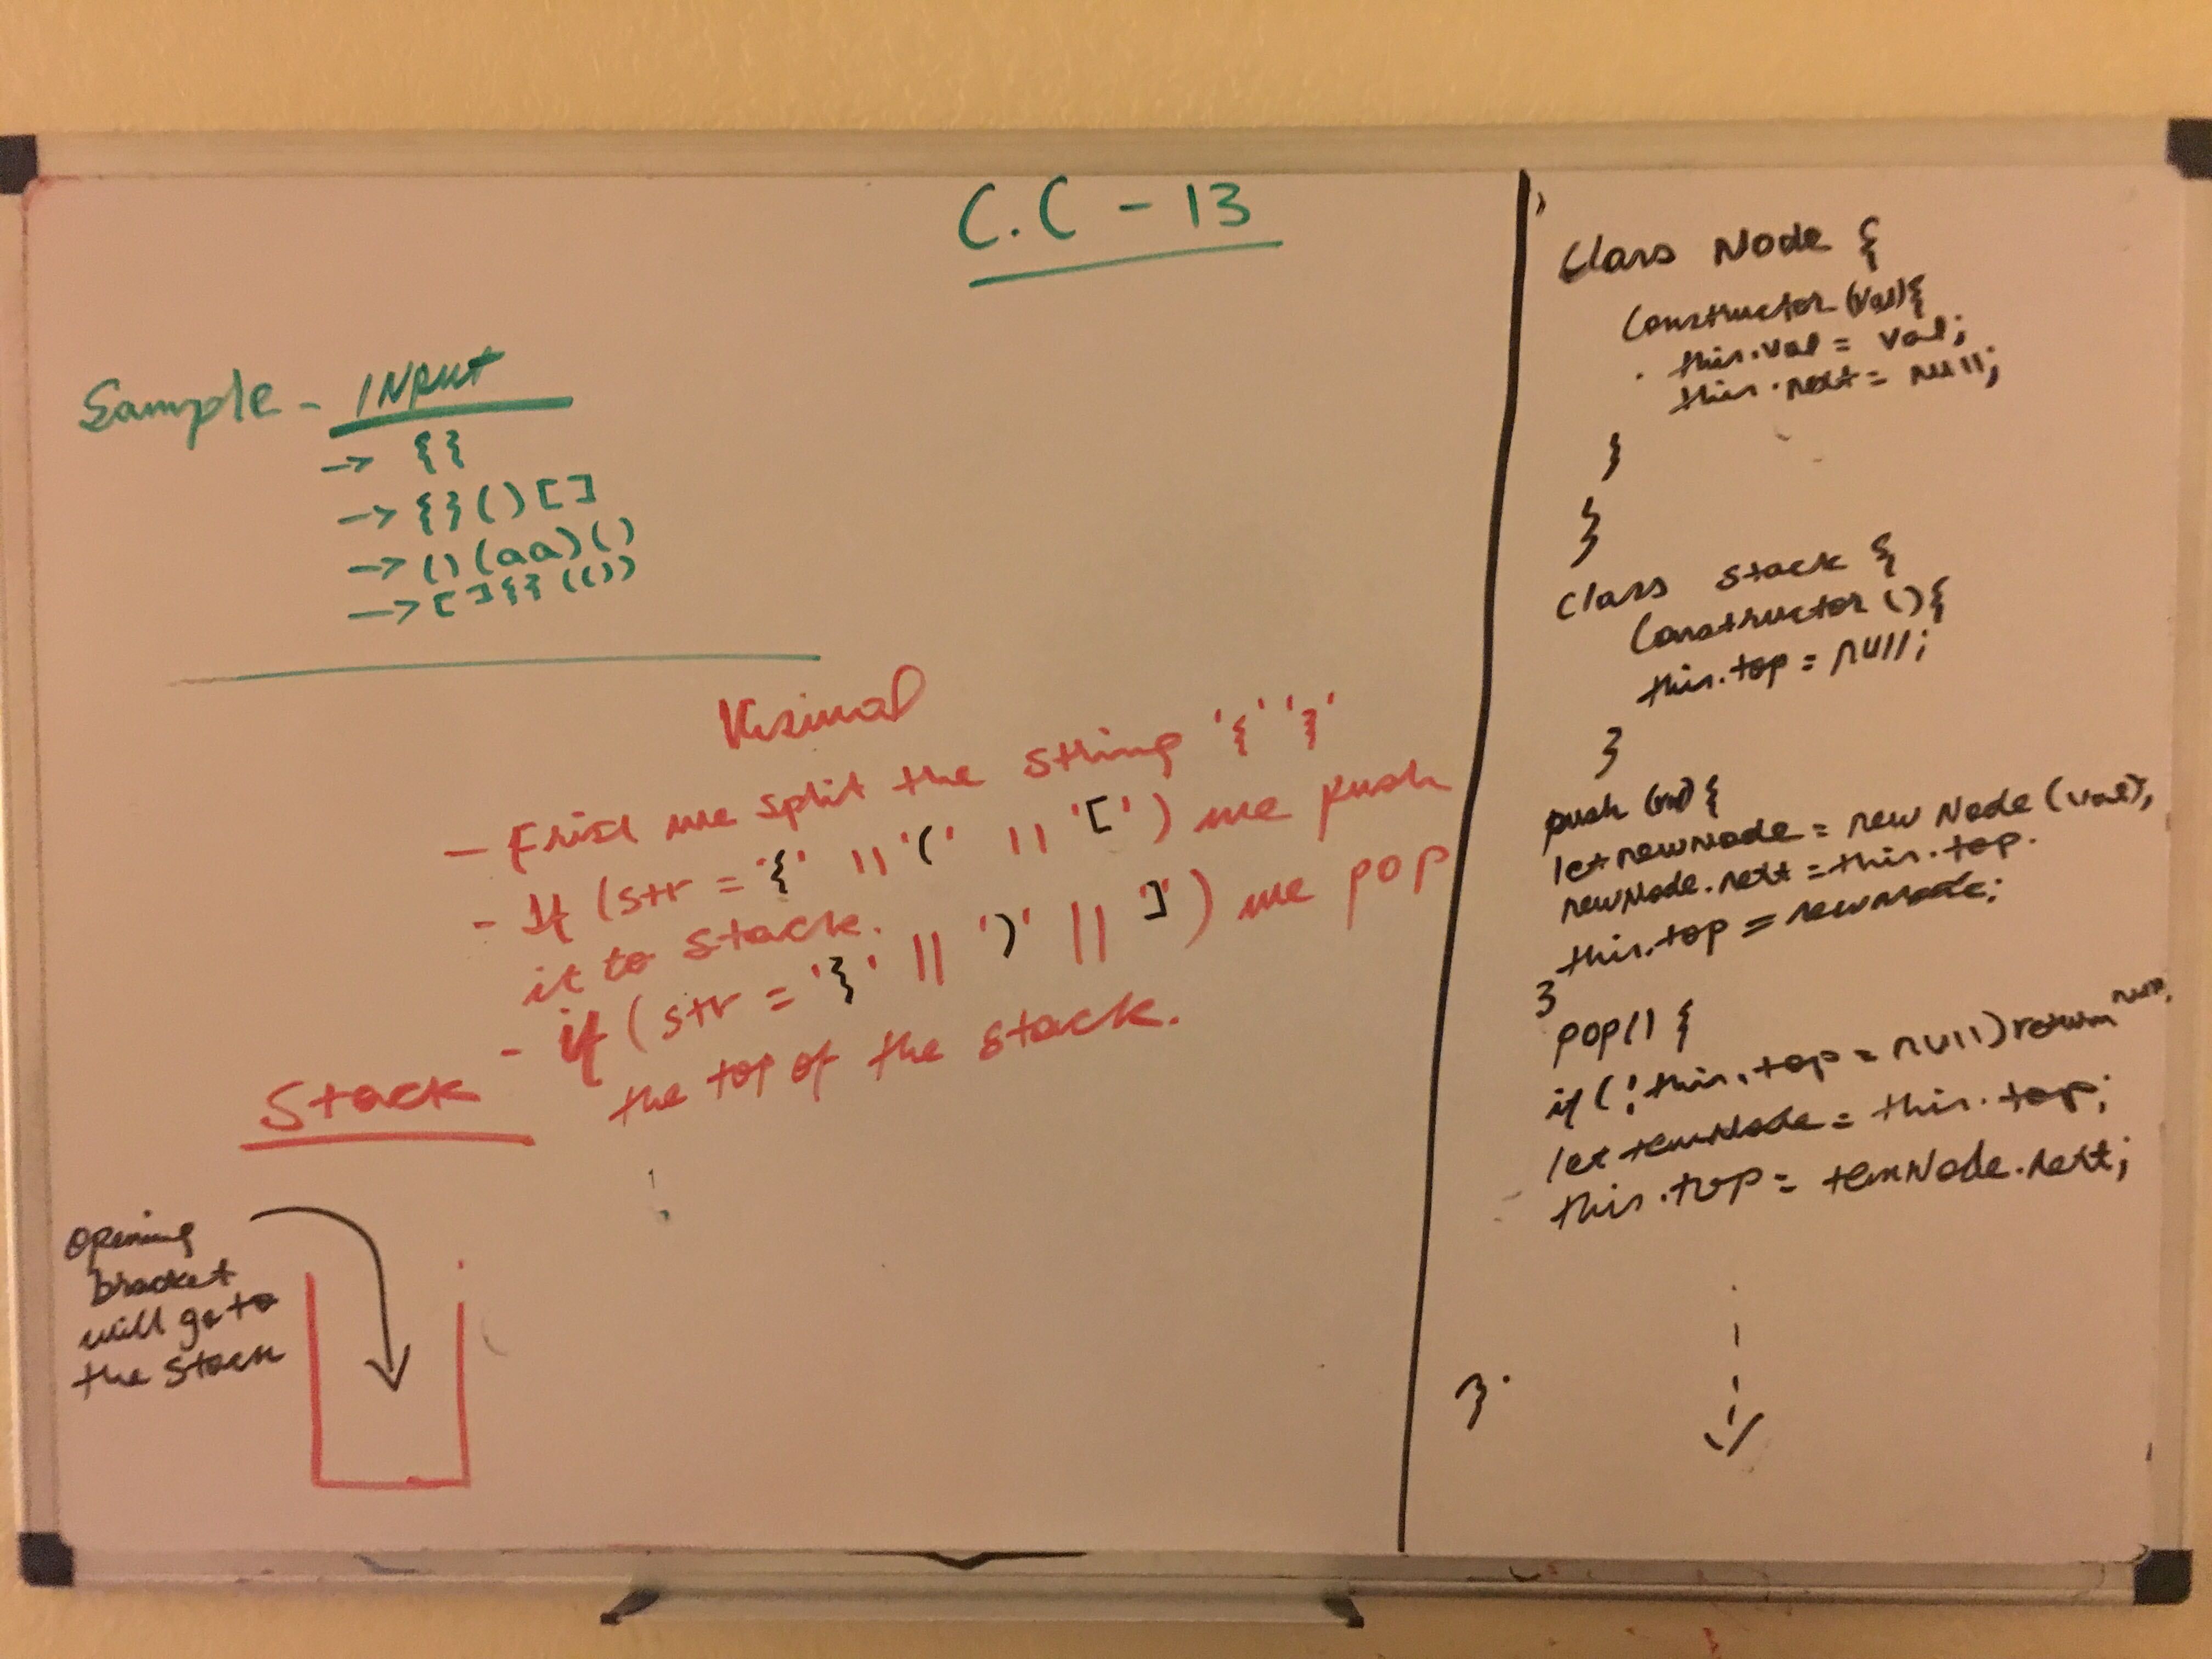 C.C - 13
Sample - INPUT
-> {}
-> {}()[]
-> ()(aa)()
-> []{}(())
Visual
- First we split the string '{' '}'
- If (str = '{' || '(' || '[') we push
it to stack.
- if (str = '}' || ')' || ']') we pop
the top of the stack.
Stack
opening
bracket
will go to
the stack
Class Node {
Constructor (val){
this.val = val;
this.next = null;
}
}
Class Stack {
Constructor (){
this.top = null;
}
push (val) {
let newNode = new Node (val);
newNode.next = this.top.
this.top = newNode;
}
pop() {
if (!this.top = null) return null.
let temNode = this.top;
this.top = temNode.next;
}